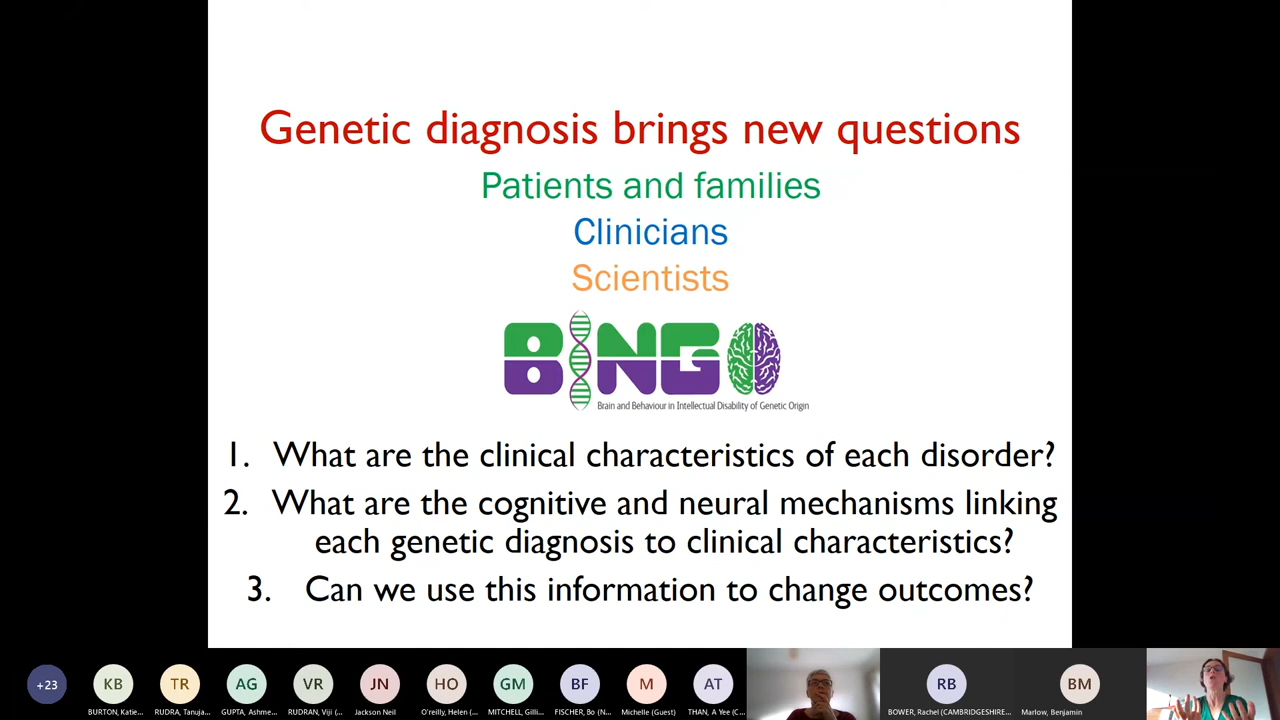 Genetic diagnosis brings new questions
Patients and families
Clinicians
Scientists
BINGO
Brain and Behaviour in Intellectual Disability of Genetic Origin
1. What are the clinical characteristics of each disorder?
2. What are the cognitive and neural mechanisms linking
each genetic diagnosis to clinical characteristics?
3. Can we use this information to change outcomes?
+23 KB TR AG VR JN HO GM BF M AT RB BM
BURTON, Katie... RUDRA, Tanuja... GUPTA, Ashme... RUDRAN, Viji (... Jackson Neil O'reilly, Helen (... MITCHELL, Gilli... FISCHER, Bo (N... Michelle (Guest) THAN, A Yee (C... BOWER, Rachel (CAMBRIDGESHIRE... Marlow, Benjamin